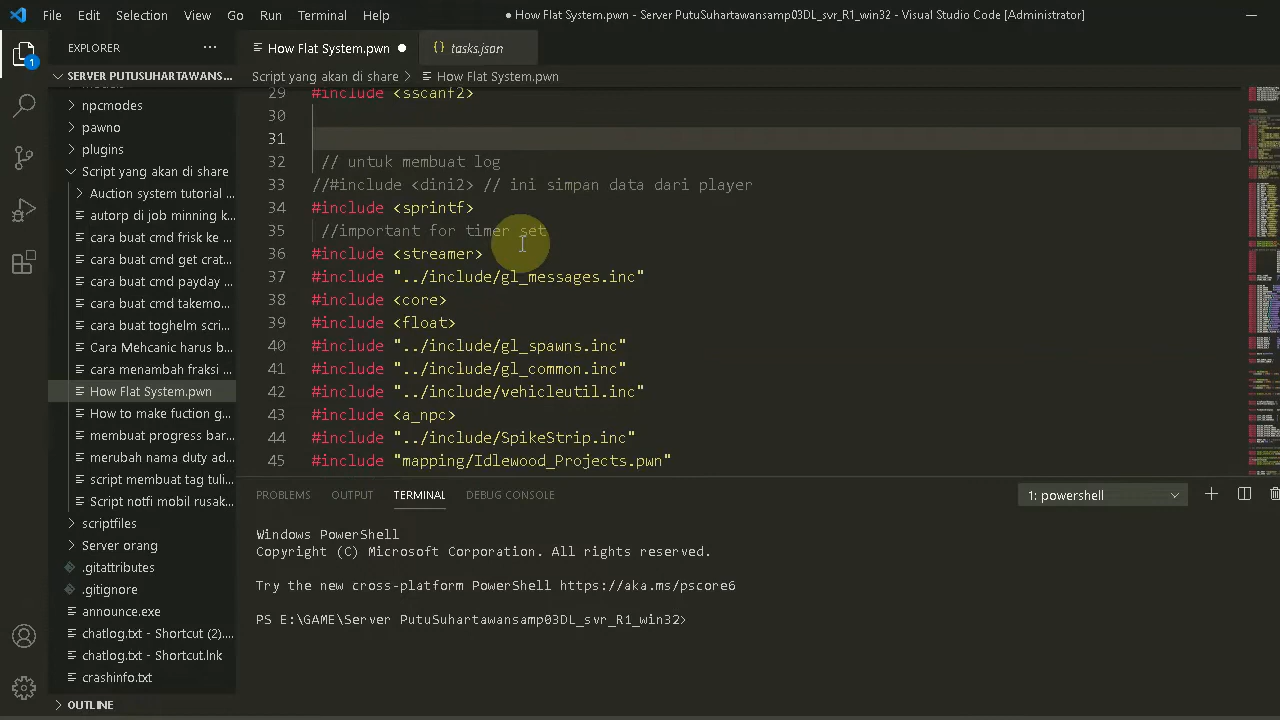 File Edit Selection View Go Run Terminal Help
● How Flat System.pwn - Server PutuSuhartawansamp03DL_svr_R1_win32 - Visual Studio Code [Administrator]
EXPLORER
How Flat System.pwn
{} tasks.json
SERVER PUTUSUHARTAWANS...
Script yang akan di share > How Flat System.pwn
npcmodes
pawno
plugins
Script yang akan di share
Auction system tutorial ...
autorp di job minning k...
cara buat cmd frisk ke ...
cara buat cmd get crat...
cara buat cmd payday ...
cara buat cmd takemo...
cara buat toghelm scri...
Cara Mehcanic harus b...
cara menambah fraksi ...
How Flat System.pwn
How to make fuction g...
membuat progress bar...
merubah nama duty ad...
script membuat tag tuli...
Script notfi mobil rusak...
scriptfiles
Server orang
.gitattributes
.gitignore
announce.exe
chatlog.txt - Shortcut (2)....
chatlog.txt - Shortcut.lnk
crashinfo.txt
OUTLINE
1
29 #include <sscanf2>
30
31
32 // untuk membuat log
33 //#include <dini2> // ini simpan data dari player
34 #include <sprintf>
35 //important for timer set
36 #include <streamer>
37 #include "../include/gl_messages.inc"
38 #include <core>
39 #include <float>
40 #include "../include/gl_spawns.inc"
41 #include "../include/gl_common.inc"
42 #include "../include/vehicleutil.inc"
43 #include <a_npc>
44 #include "../include/SpikeStrip.inc"
45 #include "mapping/Idlewood_Projects.pwn"
PROBLEMS OUTPUT TERMINAL DEBUG CONSOLE
1: powershell
Windows PowerShell
Copyright (C) Microsoft Corporation. All rights reserved.
Try the new cross-platform PowerShell https://aka.ms/pscore6
PS E:\GAME\Server PutuSuhartawansamp03DL_svr_R1_win32>